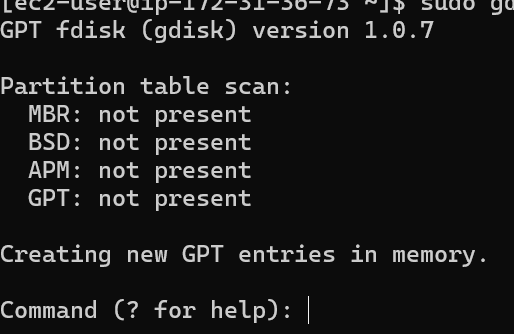 [ec2-user@ip-172-31-36-73 ~]$ sudo gd
GPT fdisk (gdisk) version 1.0.7
Partition table scan:
MBR: not present
BSD: not present
APM: not present
GPT: not present
Creating new GPT entries in memory.
Command (? for help):